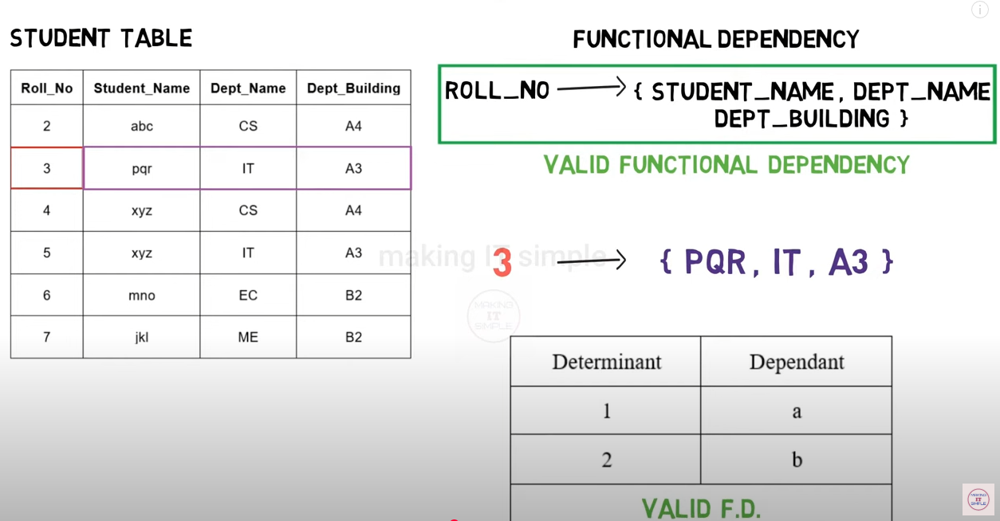 STUDENT TABLE
Roll_No Student_Name Dept_Name Dept_Building
2 abc CS A4
3 pqr IT A3
4 xyz CS A4
5 xyz IT A3
6 mno EC B2
7 jkl ME B2
FUNCTIONAL DEPENDENCY
ROLL_NO → { STUDENT_NAME, DEPT_NAME
DEPT_BUILDING }
VALID FUNCTIONAL DEPENDENCY
making IT simple
3 → { PQR, IT, A3 }
MAKING
IT
SIMPLE
Determinant Dependant
1 a
2 b
VALID F.D.
MAKING
IT
SIMPLE
i